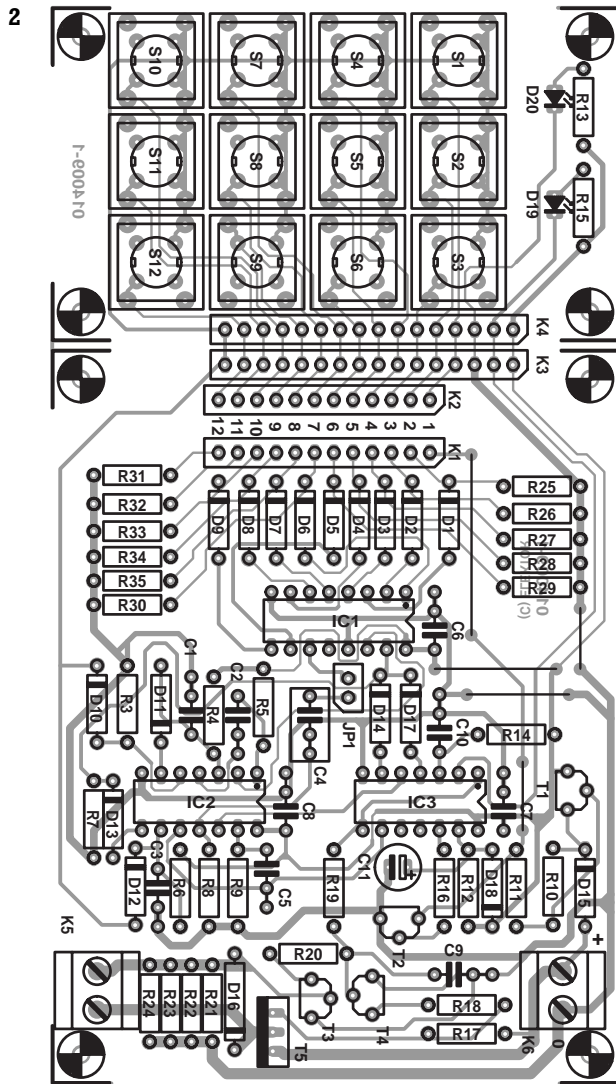 2
S10
S7
S4
S1
D20
R13
S11
S8
S5
S2
D19
R15
014009-1
S12
S9
S6
S3
K4
K3
K2
12 11 10 9 8 7 6 5 4 3 2 1
K1
R31
R32
R33
R34
R35
R30
D9
D8
D7
D6
D5
D4
D3
D2
D1
R25
R26
R27
R28
R29
IC1
C6
C1
C2
D10
R3
D11
R4
R5
C4
JP1
D14
D17
C10
R14
T1
IC2
C8
IC3
C7
R7
D13
D12
C3
R6
R8
R9
C5
R19
C11
+
R16
R12
D18
R11
R10
D15
K5
T2
R20
C9
+
R24
R23
R22
R21
D16
T5
T3
T4
R18
R17
K6
0